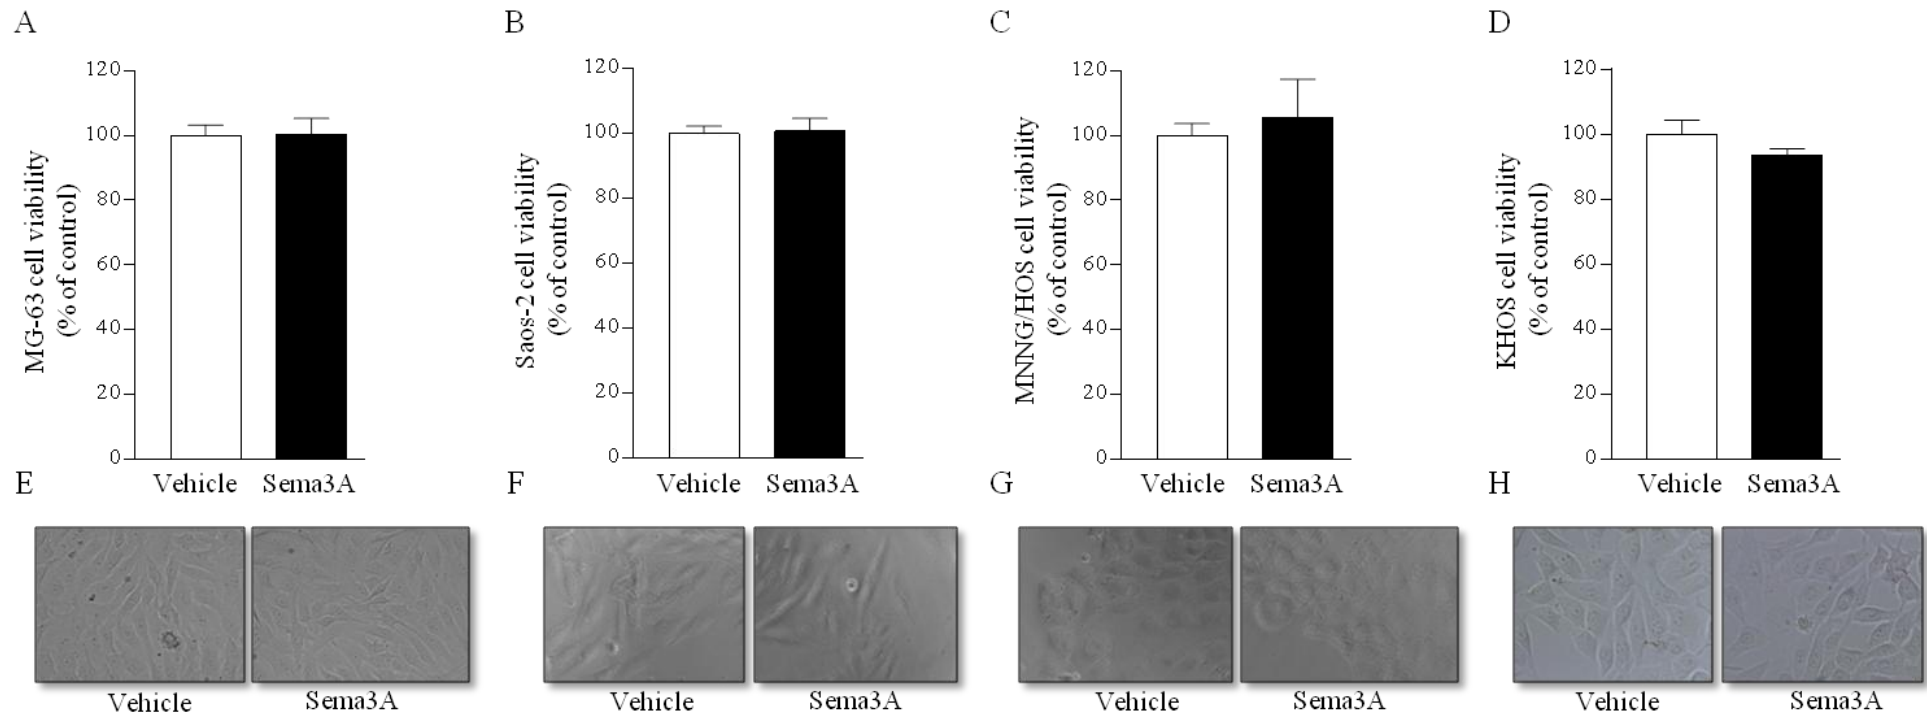 A
B
C
D
MG-63 cell viability
(% of control)
120
100
80
60
40
20
0
Vehicle Sema3A
Saos-2 cell viability
(% of control)
120
100
80
60
40
20
0
Vehicle Sema3A
MNNG/HOS cell viability
(% of control)
120
100
80
60
40
20
0
Vehicle Sema3A
KHOS cell viability
(% of control)
120
100
80
60
40
20
0
Vehicle Sema3A
E
F
G
H
Vehicle Sema3A
Vehicle Sema3A
Vehicle Sema3A
Vehicle Sema3A